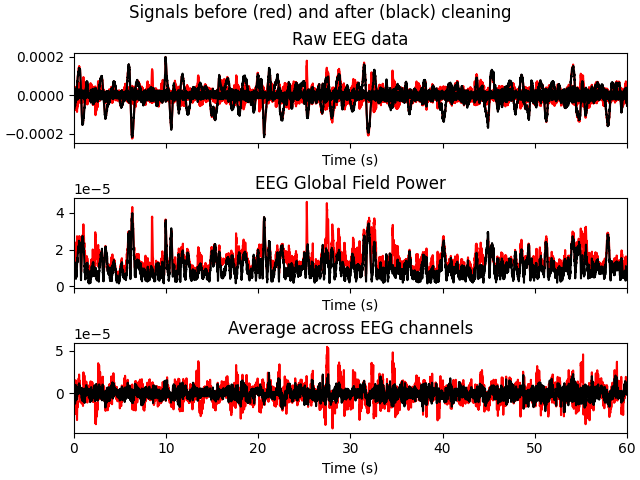 Signals before (red) and after (black) cleaning
Raw EEG data
0.0002
0.0000
−0.0002
Time (s)
EEG Global Field Power
1e−5
4
2
0
Time (s)
Average across EEG channels
1e−5
5
0
0 10 20 30 40 50 60
Time (s)